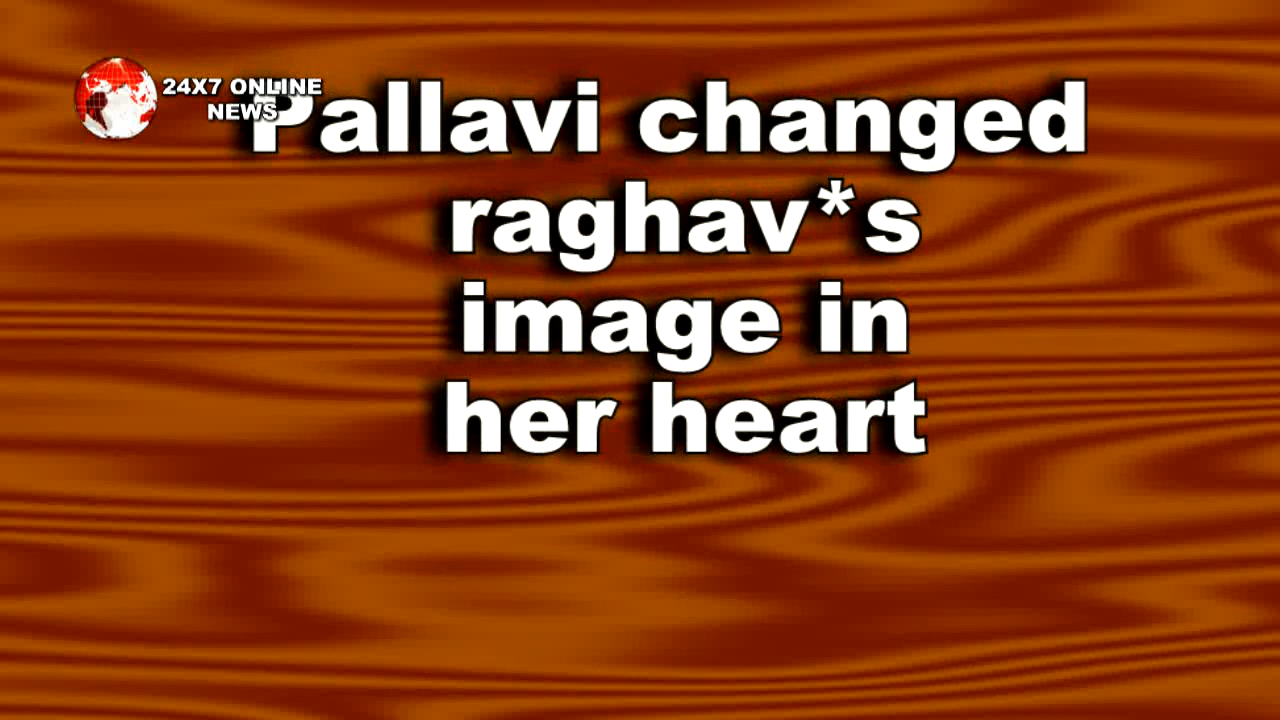 24X7 ONLINE
NEWS
Pallavi changed
raghav*s
image in
her heart